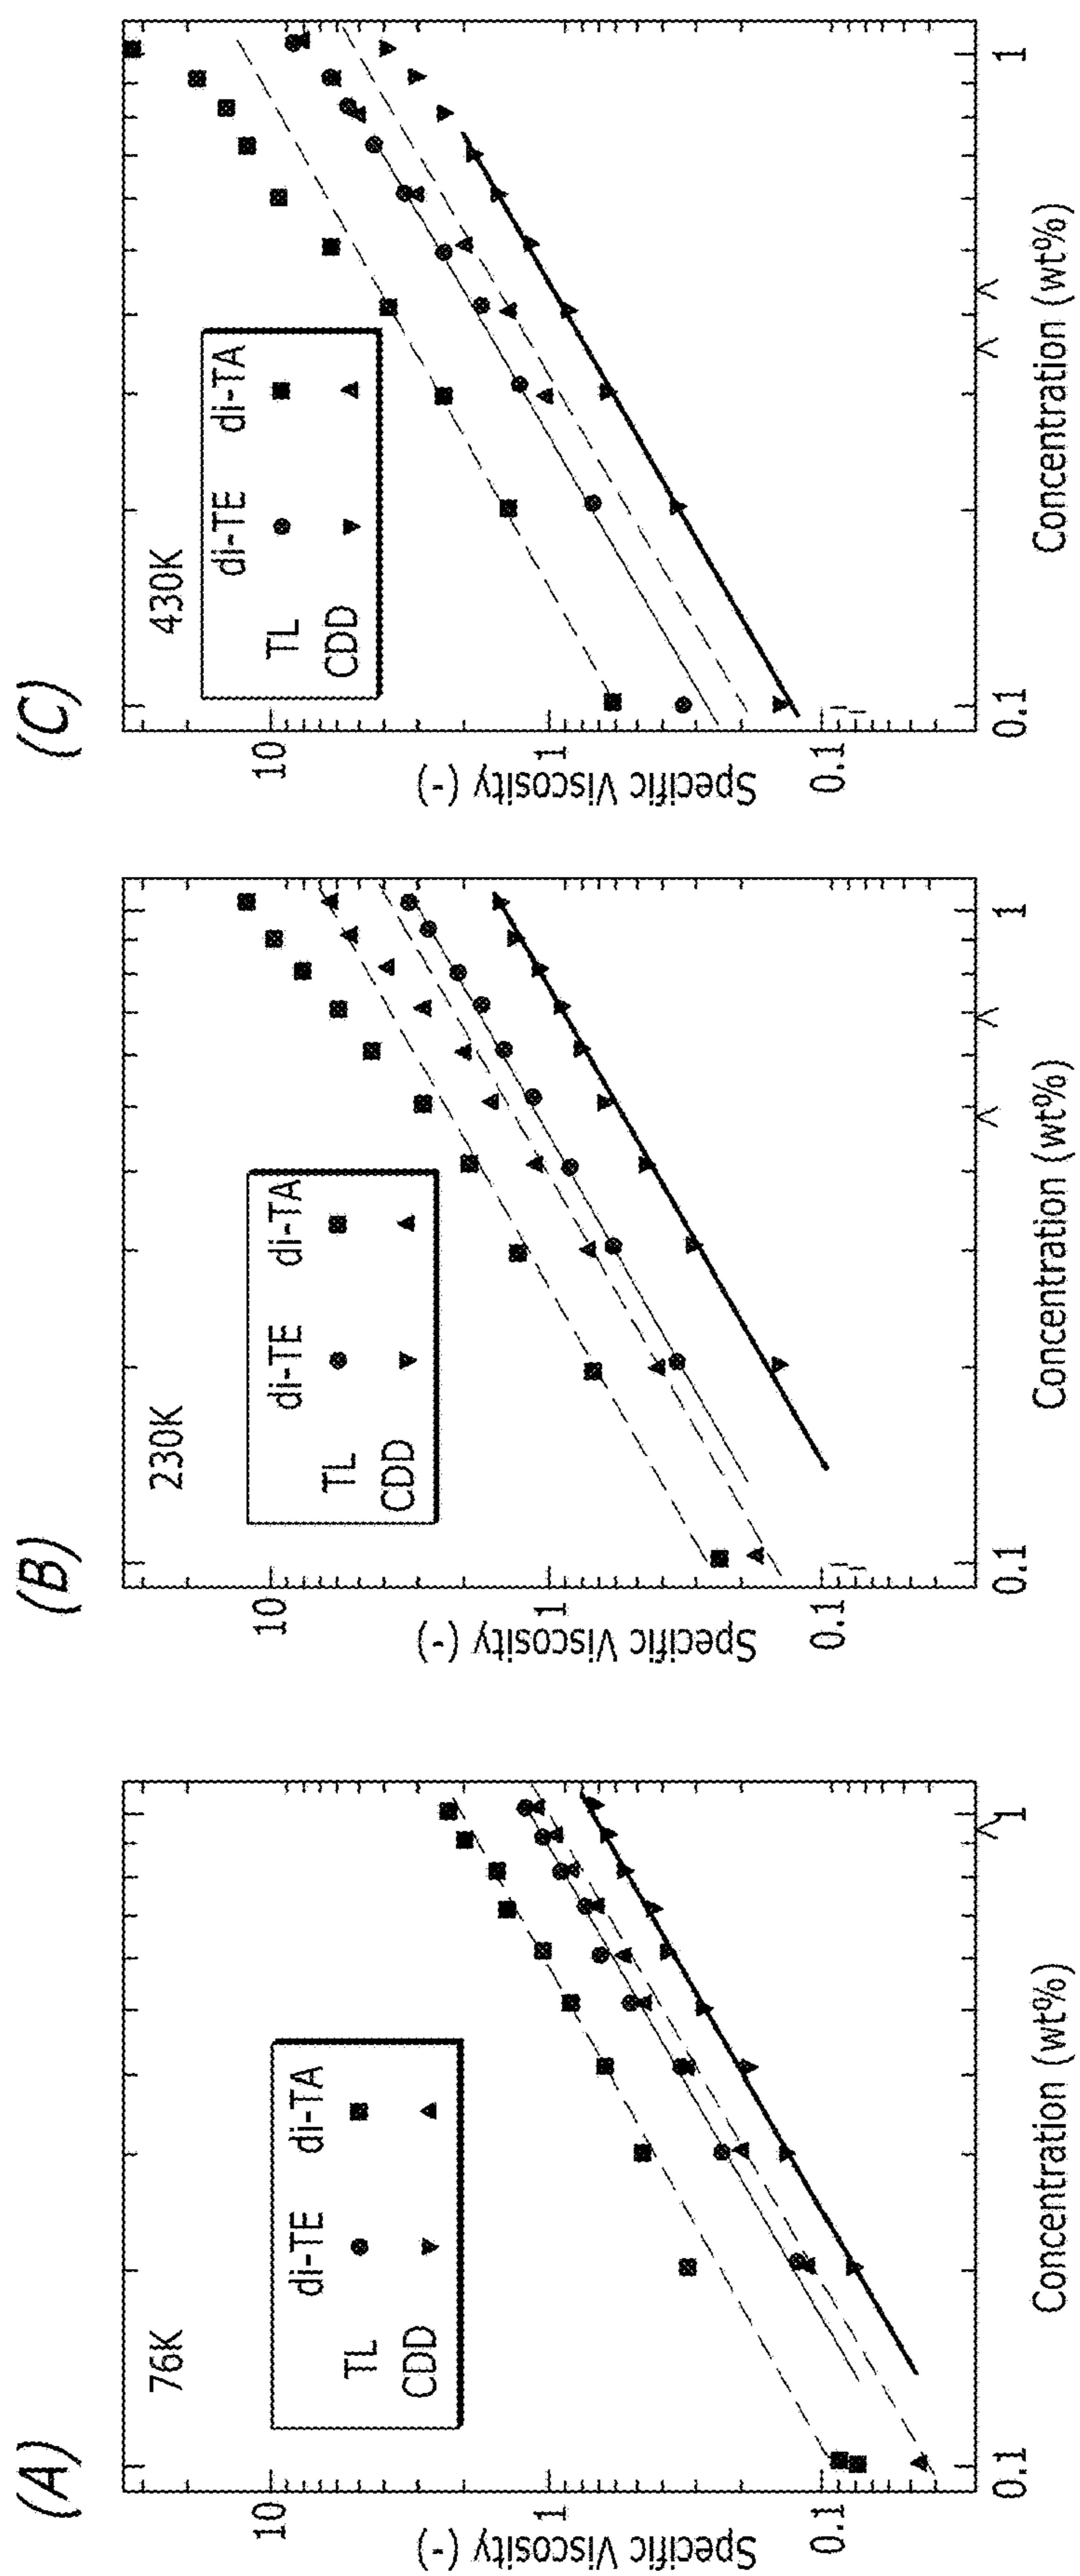 (A)
76K
di-TE di-TA
TL
CDD
10
1
0.1
Specific Viscosity (-)
0.1
1
Concentration (wt%)
(B)
230K
di-TE di-TA
TL
CDD
10
1
0.1
Specific Viscosity (-)
0.1
1
Concentration (wt%)
(C)
430K
di-TE di-TA
TL
CDD
10
1
0.1
Specific Viscosity (-)
0.1
1
Concentration (wt%)